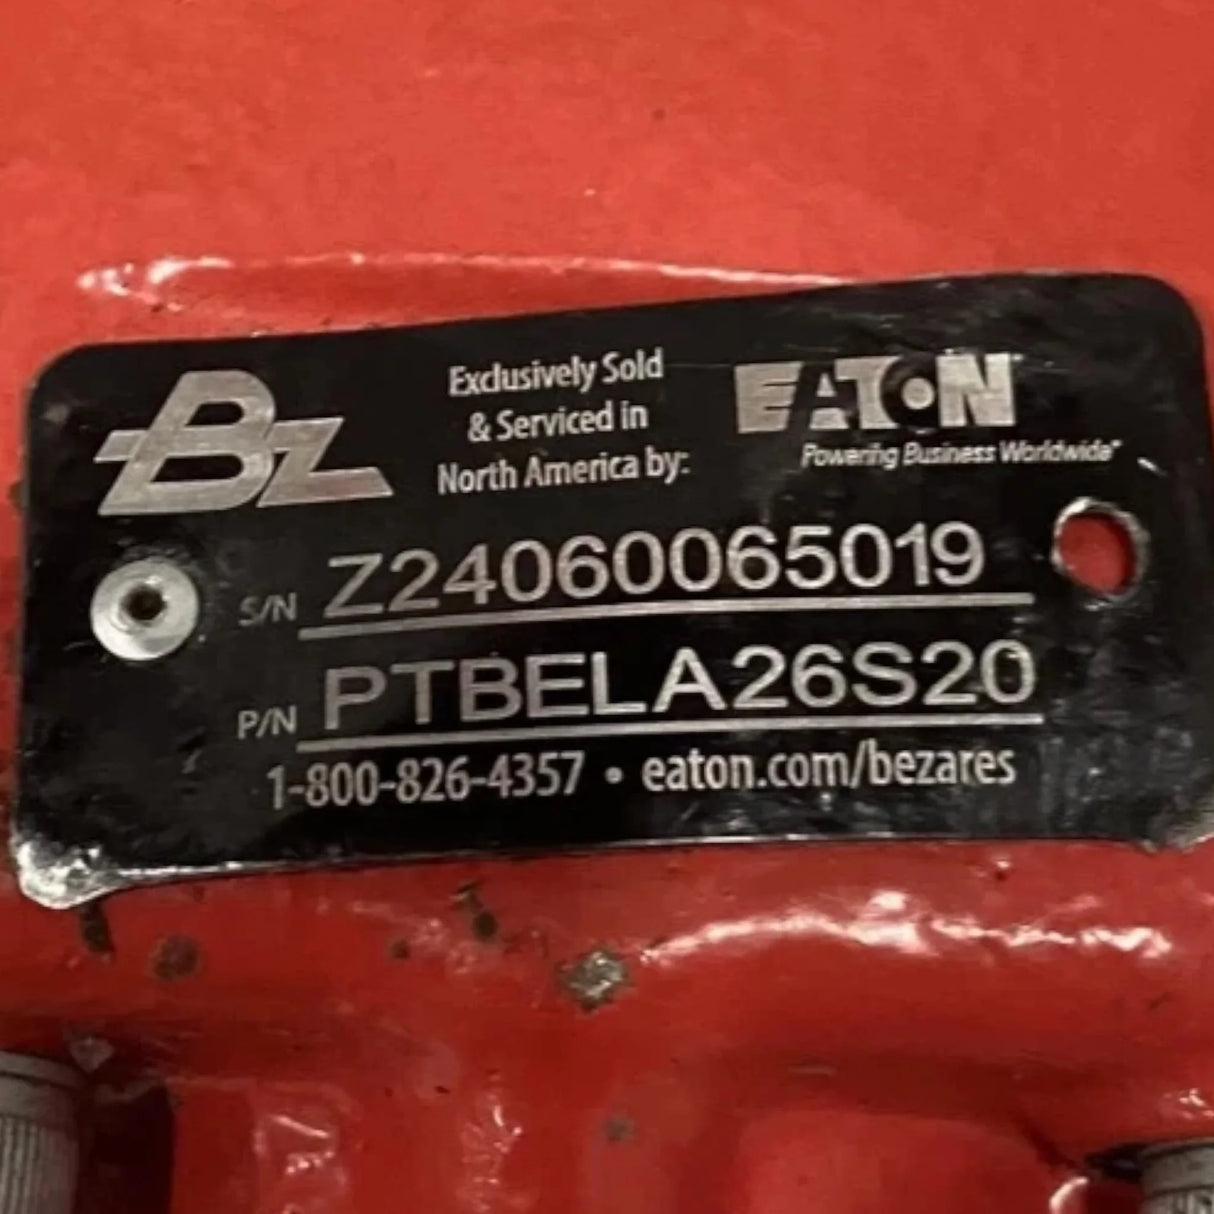 Bz
Exclusively Sold
& Serviced in
North America by:
EATON
Powering Business Worldwide
S/N Z24060065019
P/N PTBELA26S20
1-800-826-4357 • eaton.com/bezares